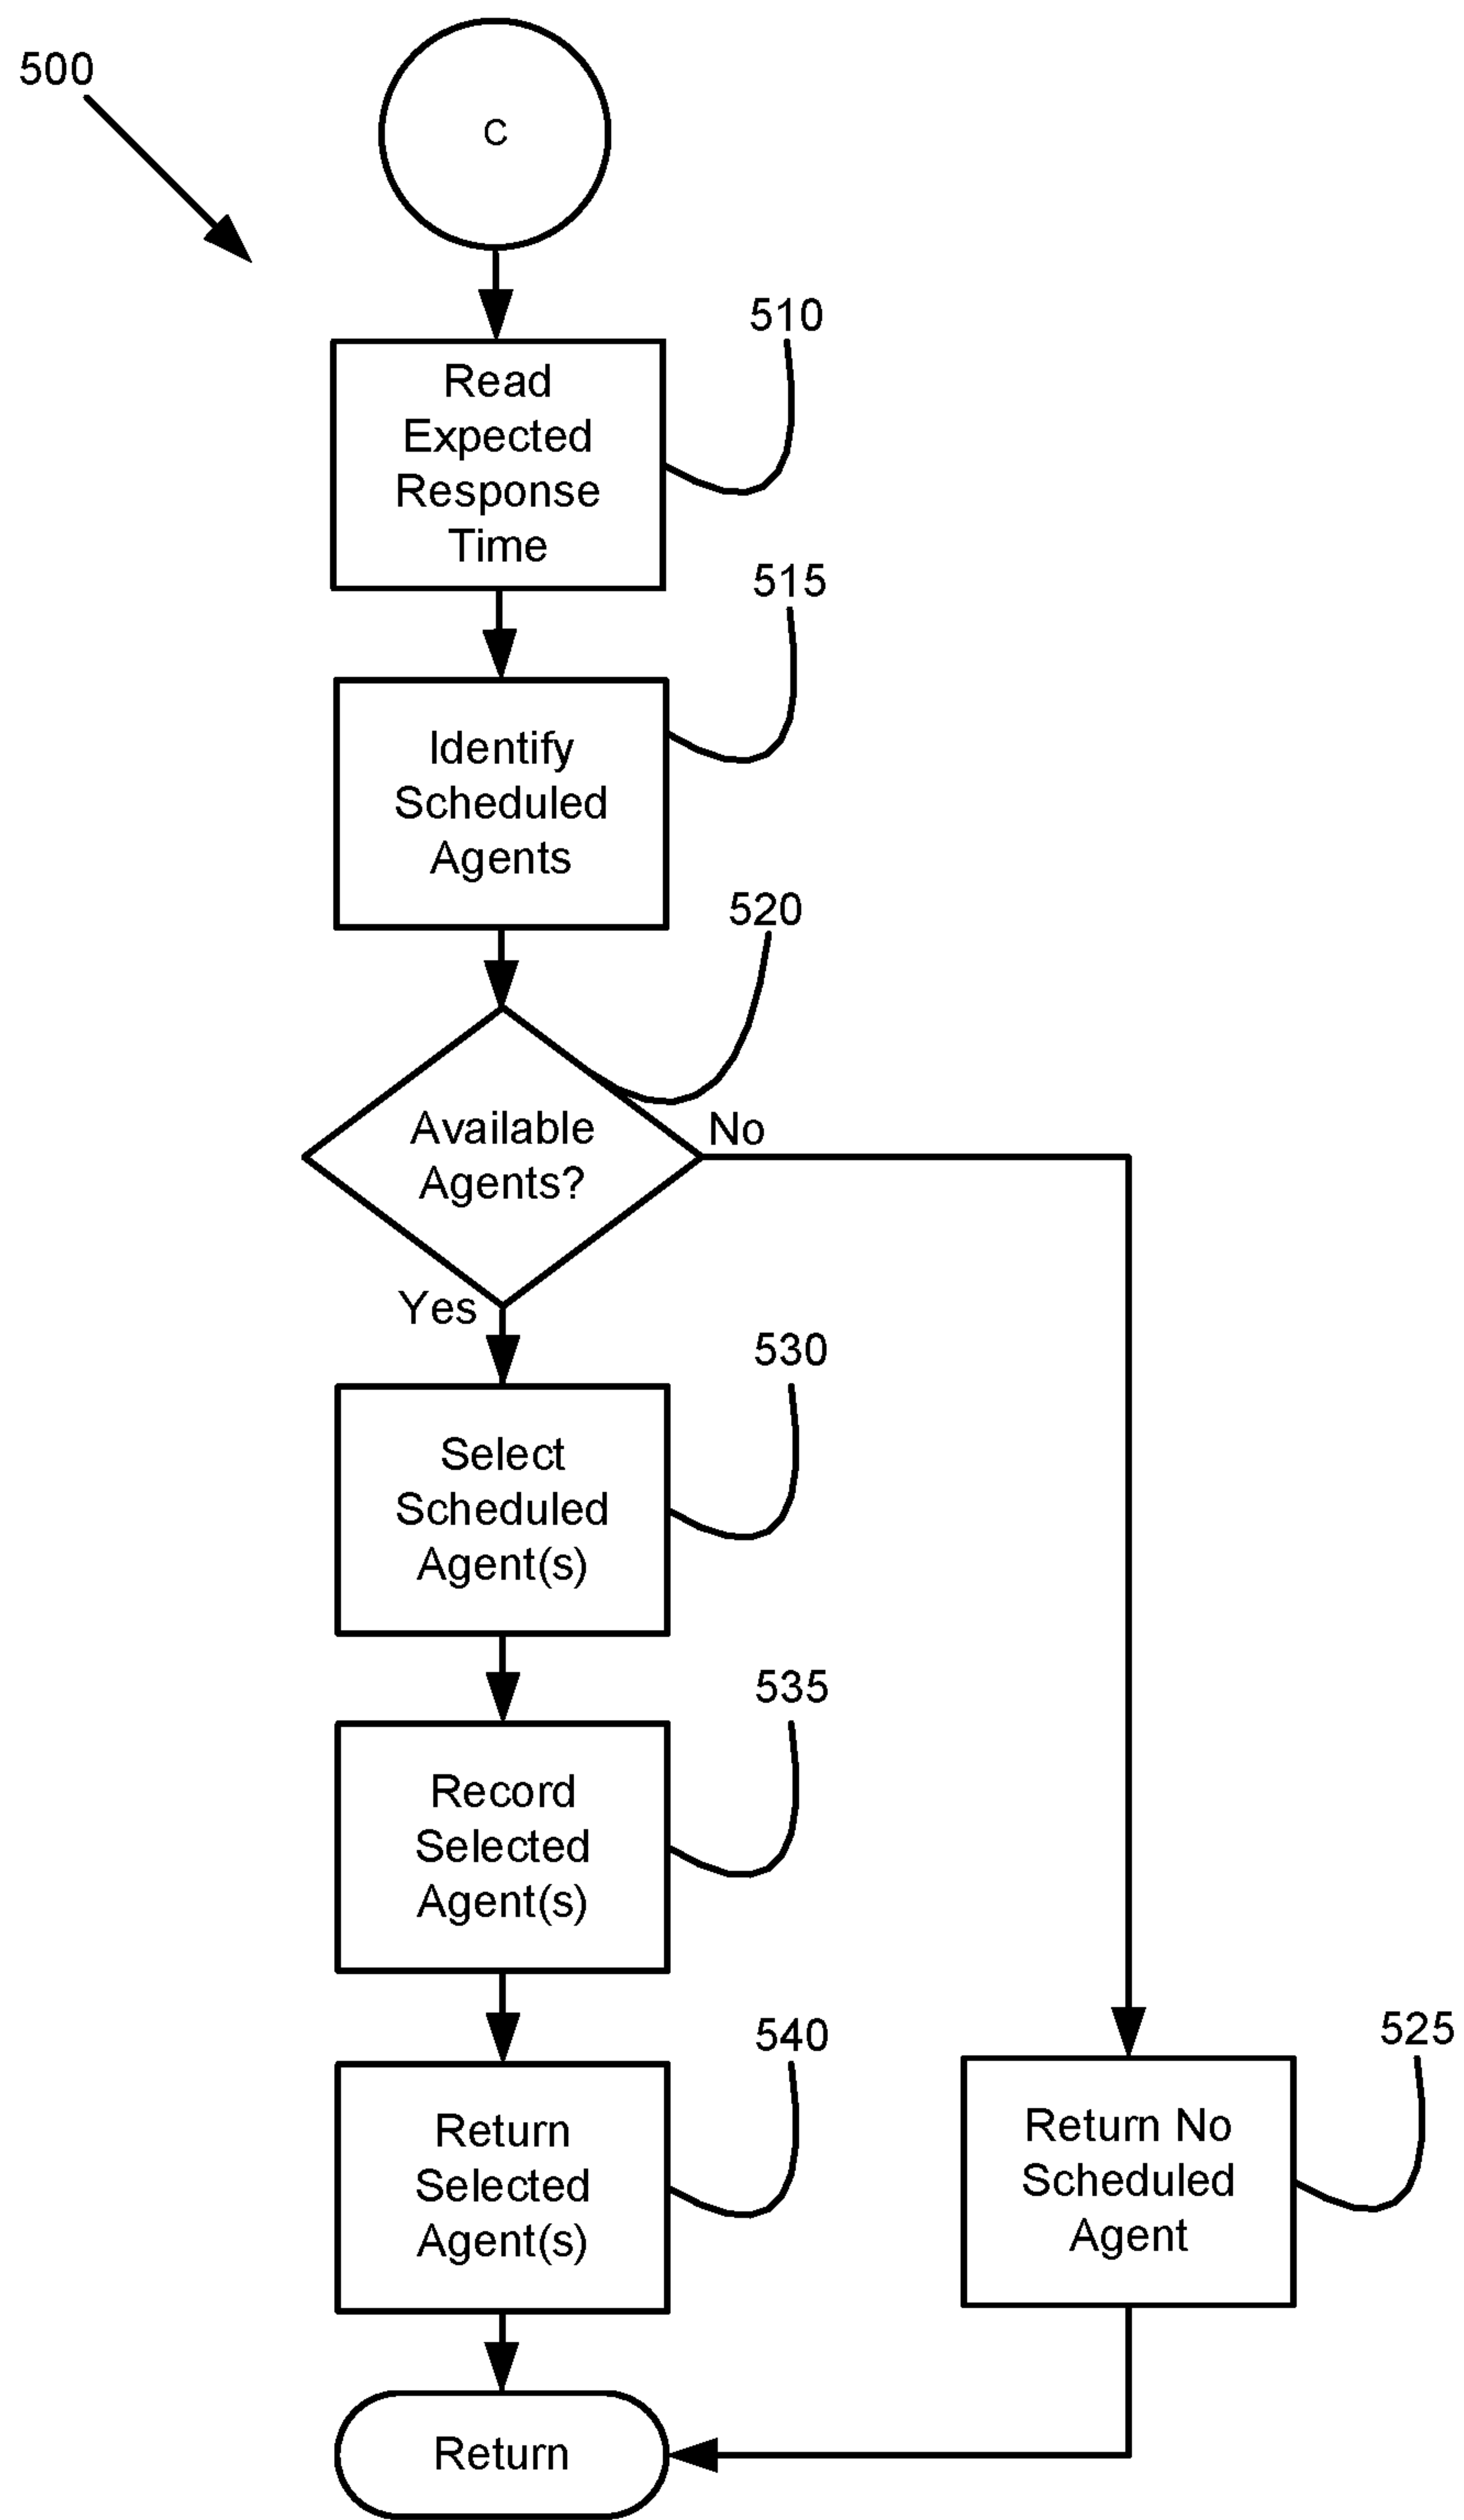 500
C
510
Read
Expected
Response
Time
515
Identify
Scheduled
Agents
520
Available
Agents?
No
Yes
530
Select
Scheduled
Agent(s)
535
Record
Selected
Agent(s)
540
Return
Selected
Agent(s)
525
Return No
Scheduled
Agent
Return